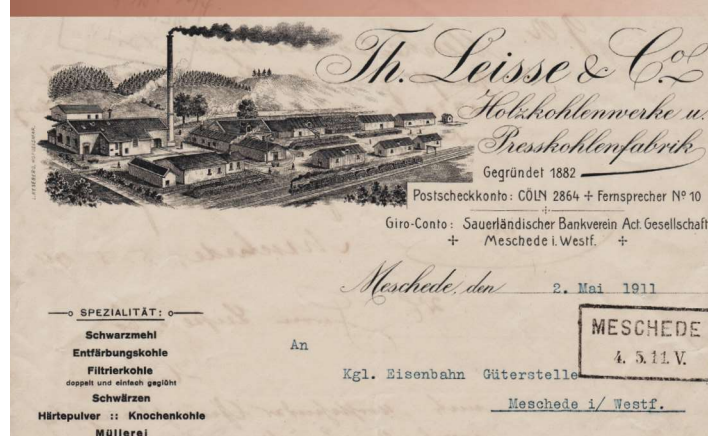 Th. Leisse & Co.
Holzkohlenwerke u.
Presskohlenfabrik
Gegründet 1882
Postscheckkonto: CÖLN 2864 + Fernsprecher No 10
Giro-Conto: Sauerländischer Bankverein Act. Gesellschaft
+ Meschede i. Westf. +
Meschede, den 2. Mai 1911
SPEZIALITÄT:
Schwarzmehl
Entfärbungskohle
Filtrierkohle
doppelt und einfach geglüht
Schwärzen
Härtepulver :: Knochenkohle
Müllerei
MESCHEDE
4. 5. 11. V.
An
Kgl. Eisenbahn Güterstelle
Meschede i/ Westf.